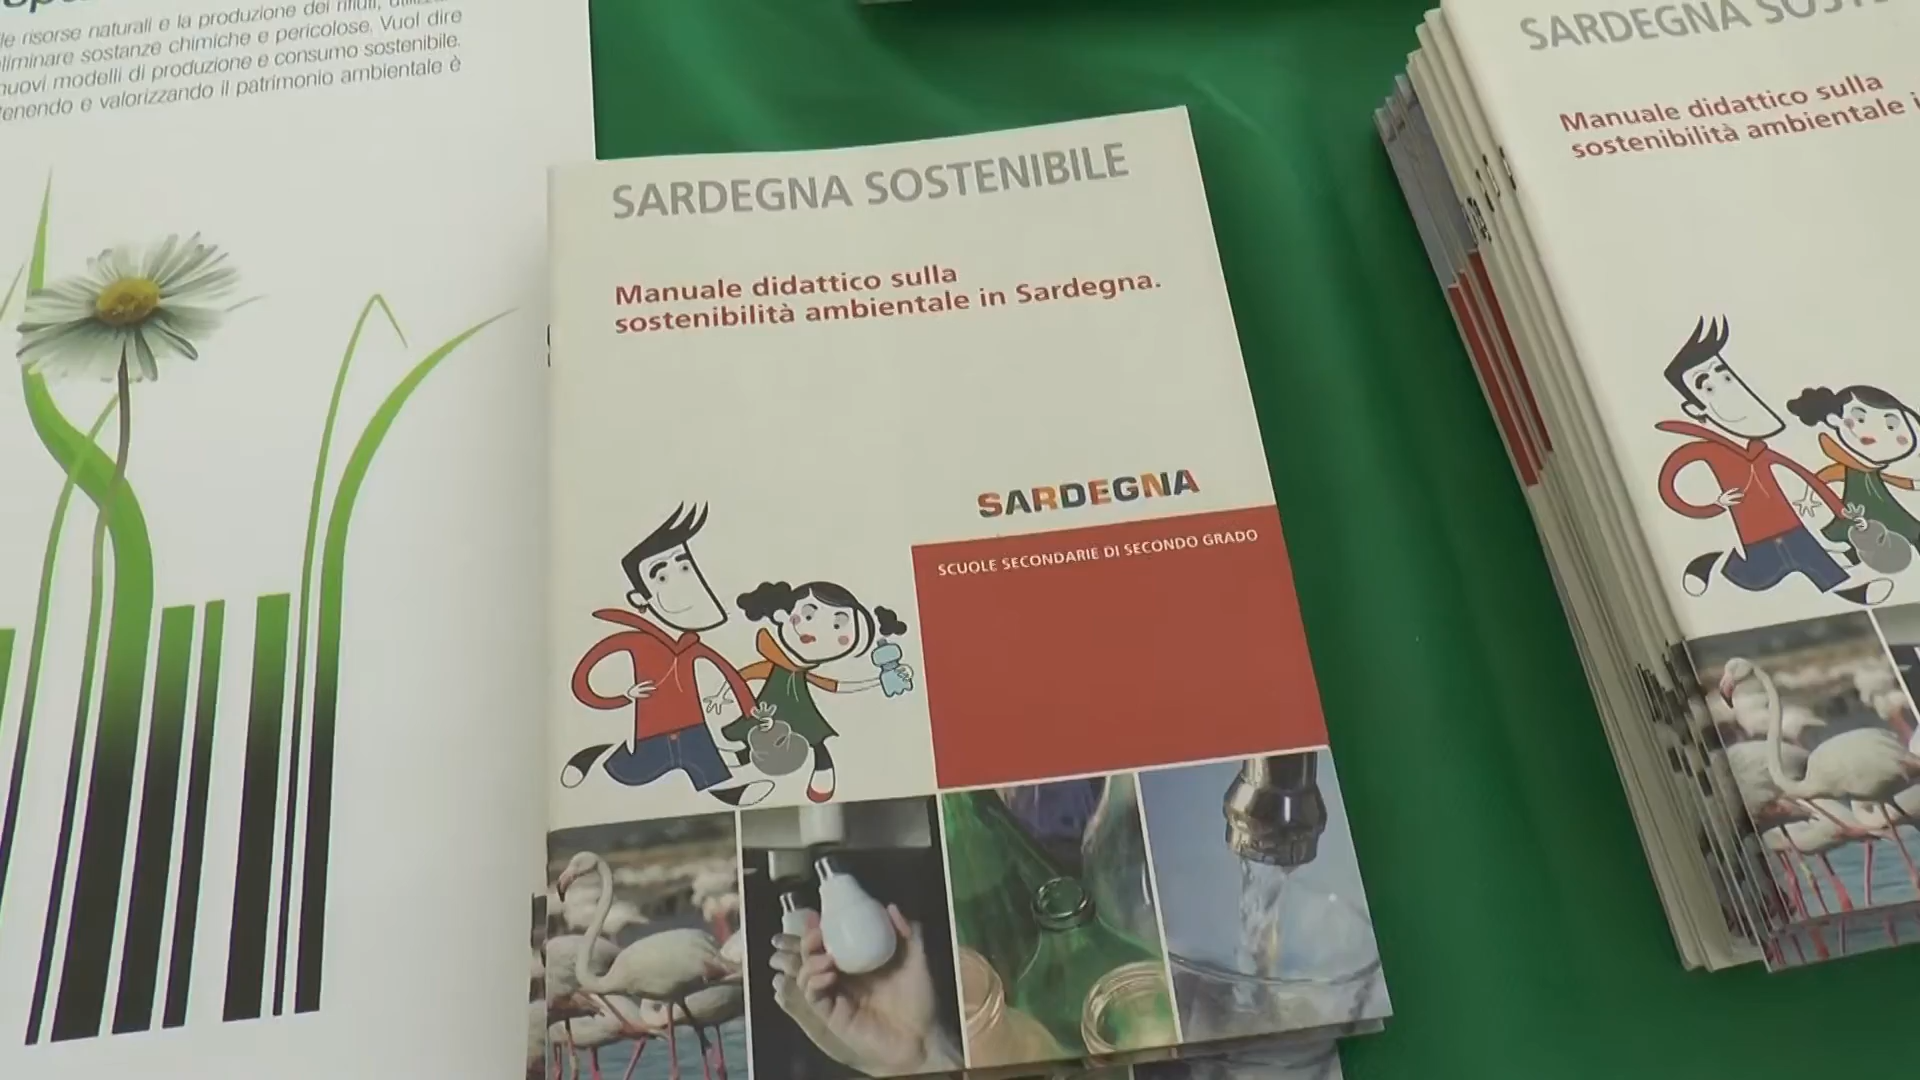 le risorse naturali e la produzione dei rifiuti,
eliminare sostanze chimiche e pericolose. Vuol dire
nuovi modelli di produzione e consumo sostenibile.
tenendo e valorizzando il patrimonio ambientale è
SARDEGNA SOSTENIBILE
Manuale didattico sulla
sostenibilità ambientale in Sardegna.
SARDEGNA
SCUOLE SECONDARIE DI SECONDO GRADO
SARDEGNA
Manuale didattico sulla
sostenibilità ambientale